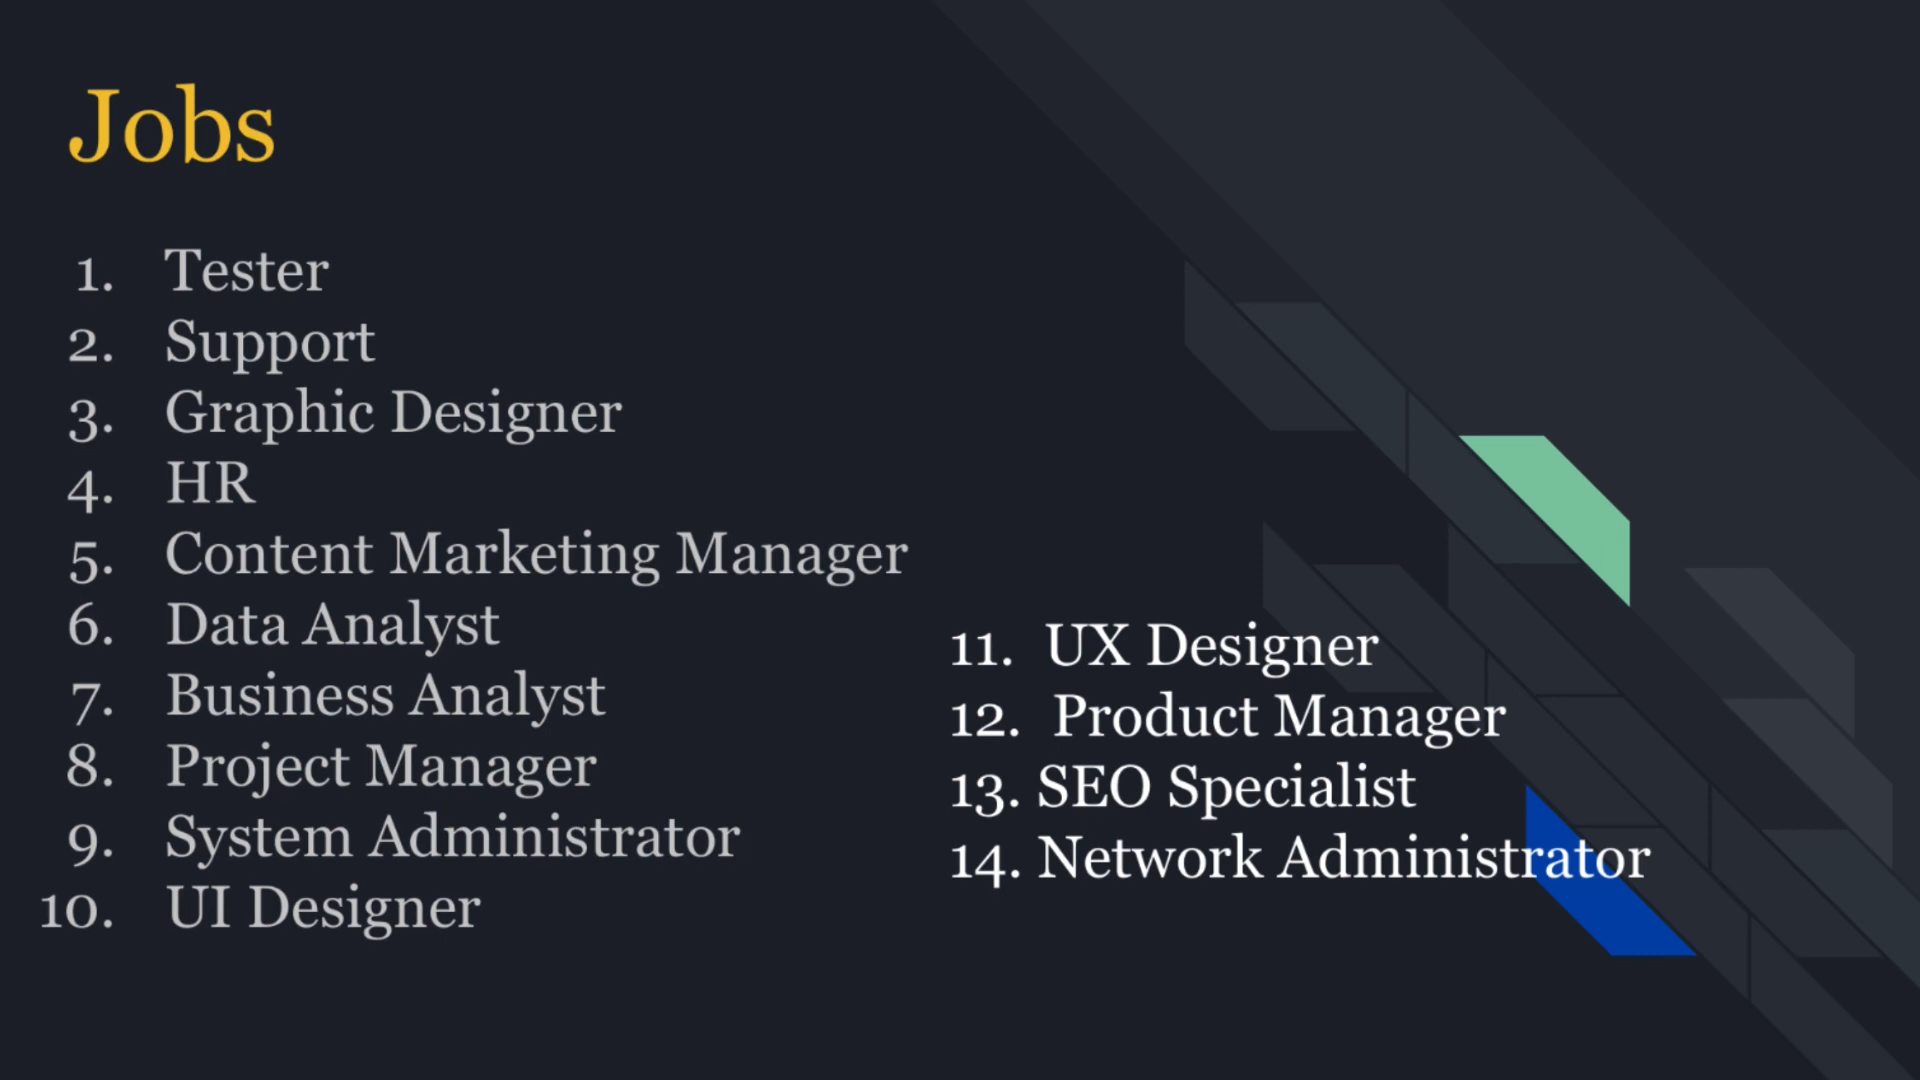 Jobs
1. Tester
2. Support
3. Graphic Designer
4. HR
5. Content Marketing Manager
6. Data Analyst
7. Business Analyst
8. Project Manager
9. System Administrator
10. UI Designer
11. UX Designer
12. Product Manager
13. SEO Specialist
14. Network Administrator